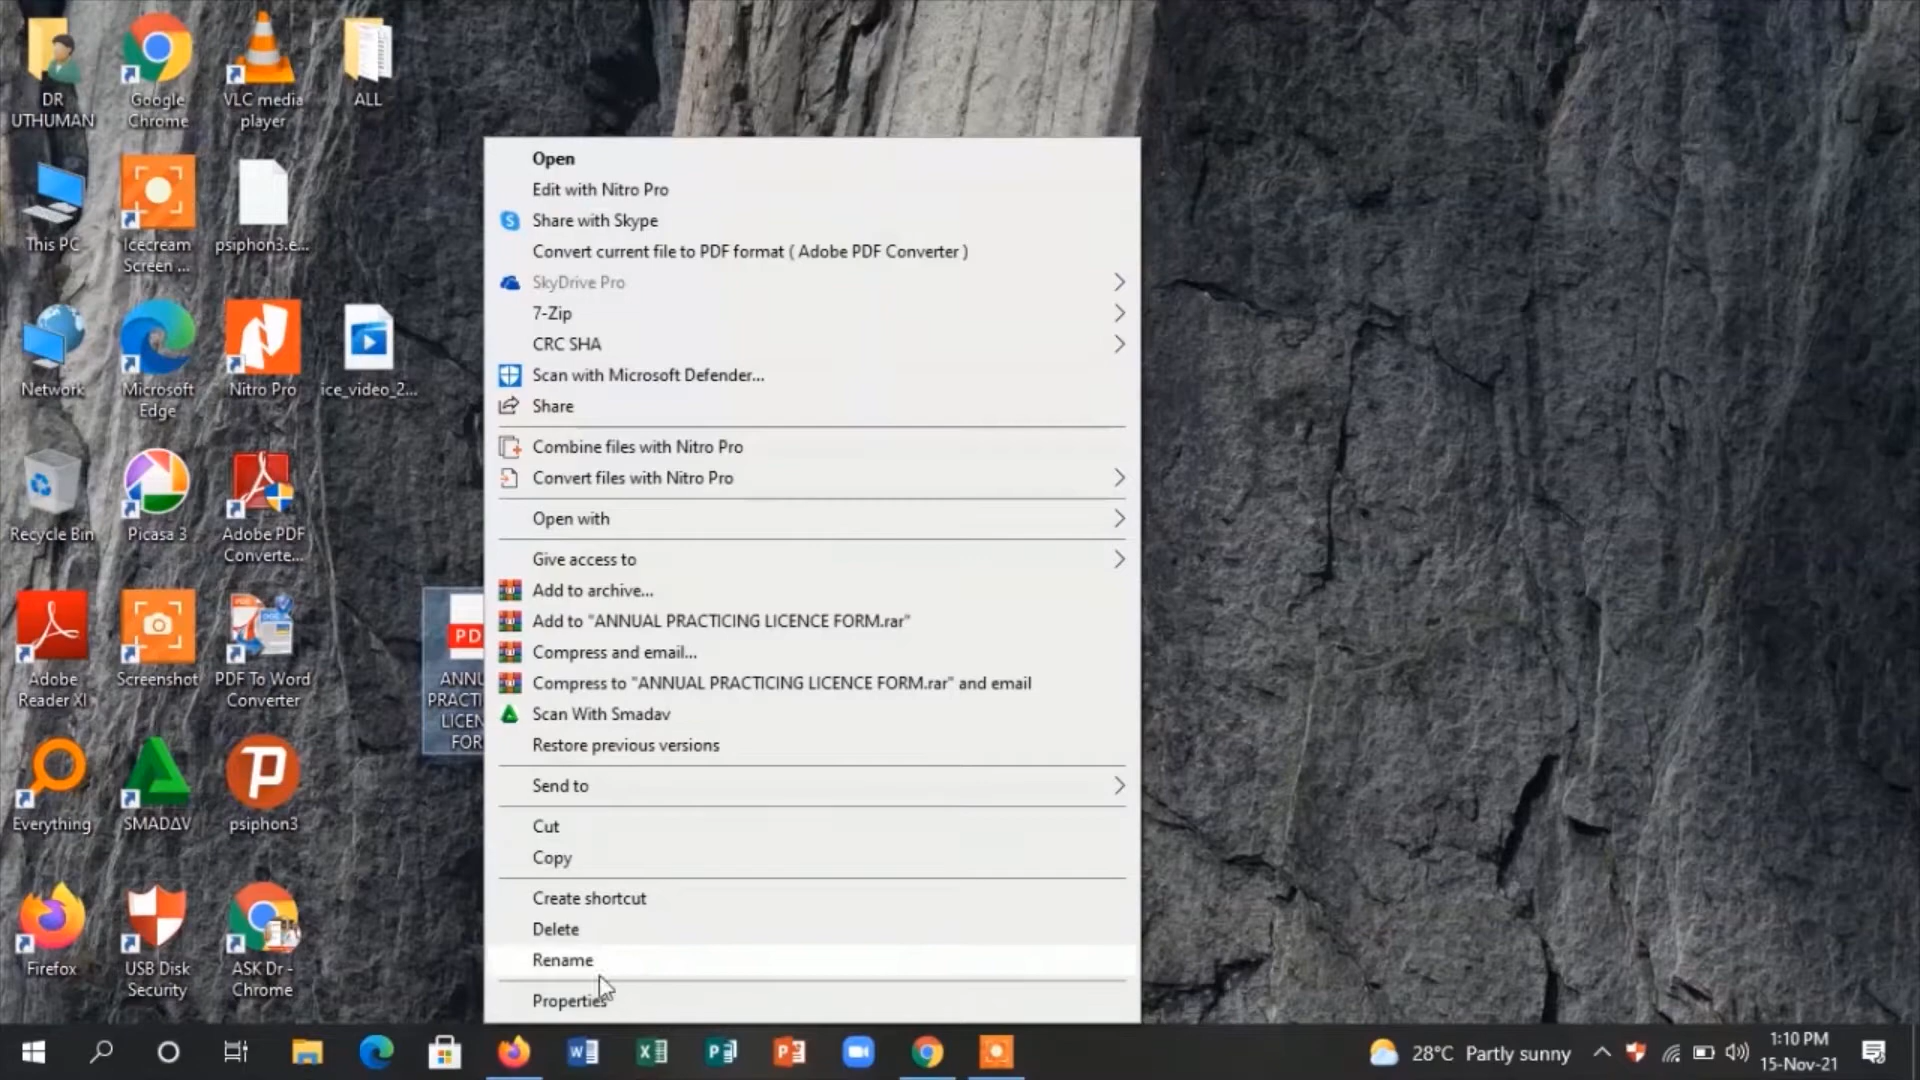 DR
UTHUMAN
Google
Chrome
VLC media
player
ALL
This PC
Icecream
Screen ...
psiphon3.e...
Network
Microsoft
Edge
Nitro Pro
ice_video_2...
Recycle Bin
Picasa 3
Adobe PDF
Converte...
Adobe
Reader XI
Screenshot
PDF To Word
Converter
PD
ANNU
PRACTI
LICEN
FOR
Everything
SMADΔV
psiphon3
Firefox
USB Disk
Security
ASK Dr -
Chrome
Open
Edit with Nitro Pro
Share with Skype
Convert current file to PDF format ( Adobe PDF Converter )
SkyDrive Pro
7-Zip
CRC SHA
Scan with Microsoft Defender...
Share
Combine files with Nitro Pro
Convert files with Nitro Pro
Open with
Give access to
Add to archive...
Add to "ANNUAL PRACTICING LICENCE FORM.rar"
Compress and email...
Compress to "ANNUAL PRACTICING LICENCE FORM.rar" and email
Scan With Smadav
Restore previous versions
Send to
Cut
Copy
Create shortcut
Delete
Rename
Properties
28°C Partly sunny
1:10 PM
15-Nov-21